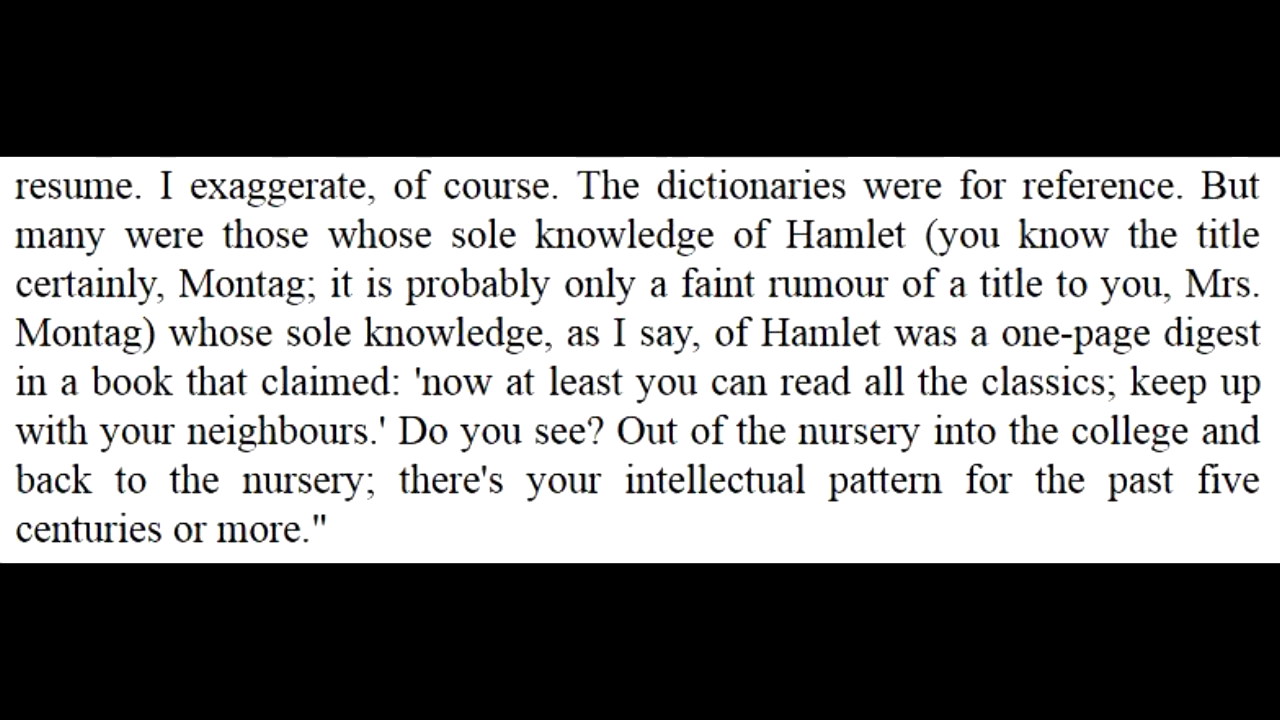 resume. I exaggerate, of course. The dictionaries were for reference. But
many were those whose sole knowledge of Hamlet (you know the title
certainly, Montag; it is probably only a faint rumour of a title to you, Mrs.
Montag) whose sole knowledge, as I say, of Hamlet was a one-page digest
in a book that claimed: 'now at least you can read all the classics; keep up
with your neighbours.' Do you see? Out of the nursery into the college and
back to the nursery; there's your intellectual pattern for the past five
centuries or more."